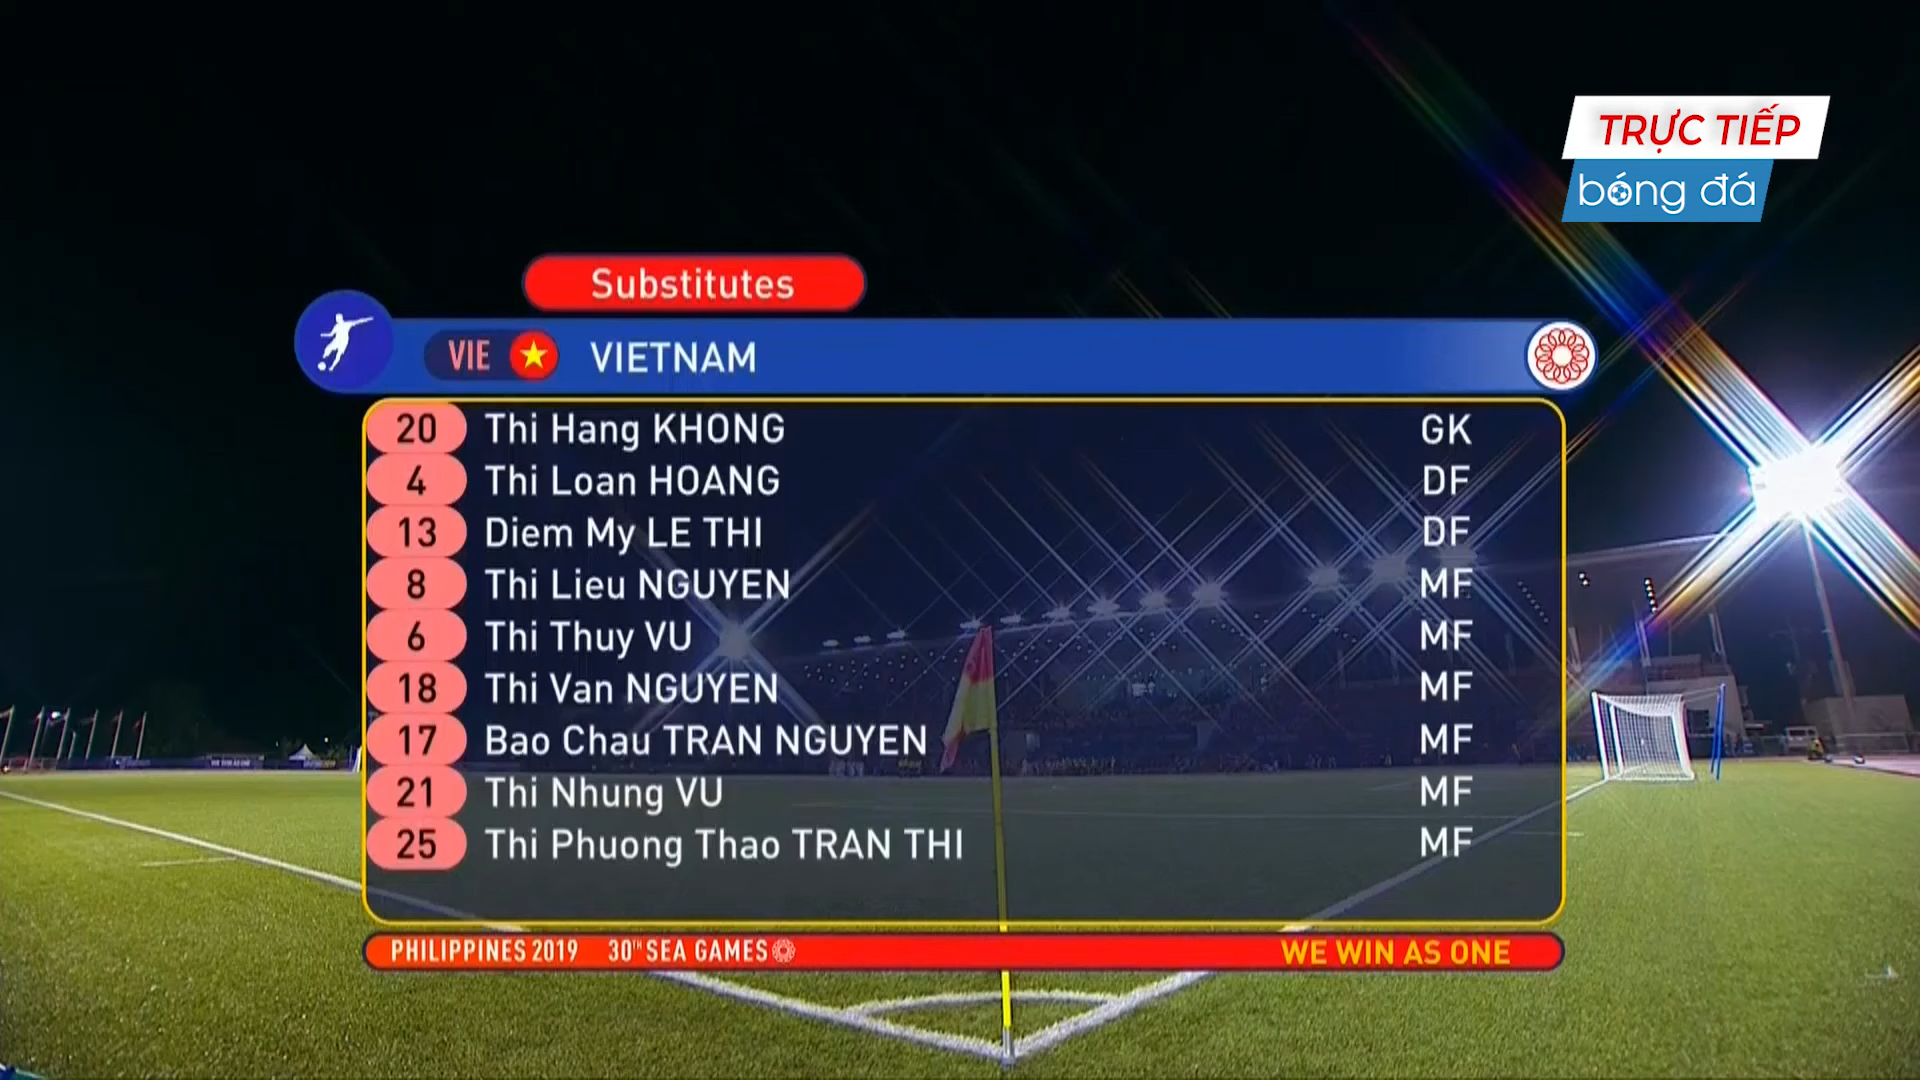 TRỰC TIẾP
bóng đá
Substitutes
VIE VIETNAM
20 Thi Hang KHONG GK
4 Thi Loan HOANG DF
13 Diem My LE THI DF
8 Thi Lieu NGUYEN MF
6 Thi Thuy VU MF
18 Thi Van NGUYEN MF
17 Bao Chau TRAN NGUYEN MF
21 Thi Nhung VU MF
25 Thi Phuong Thao TRAN THI MF
PHILIPPINES 2019 30TH SEA GAMES WE WIN AS ONE